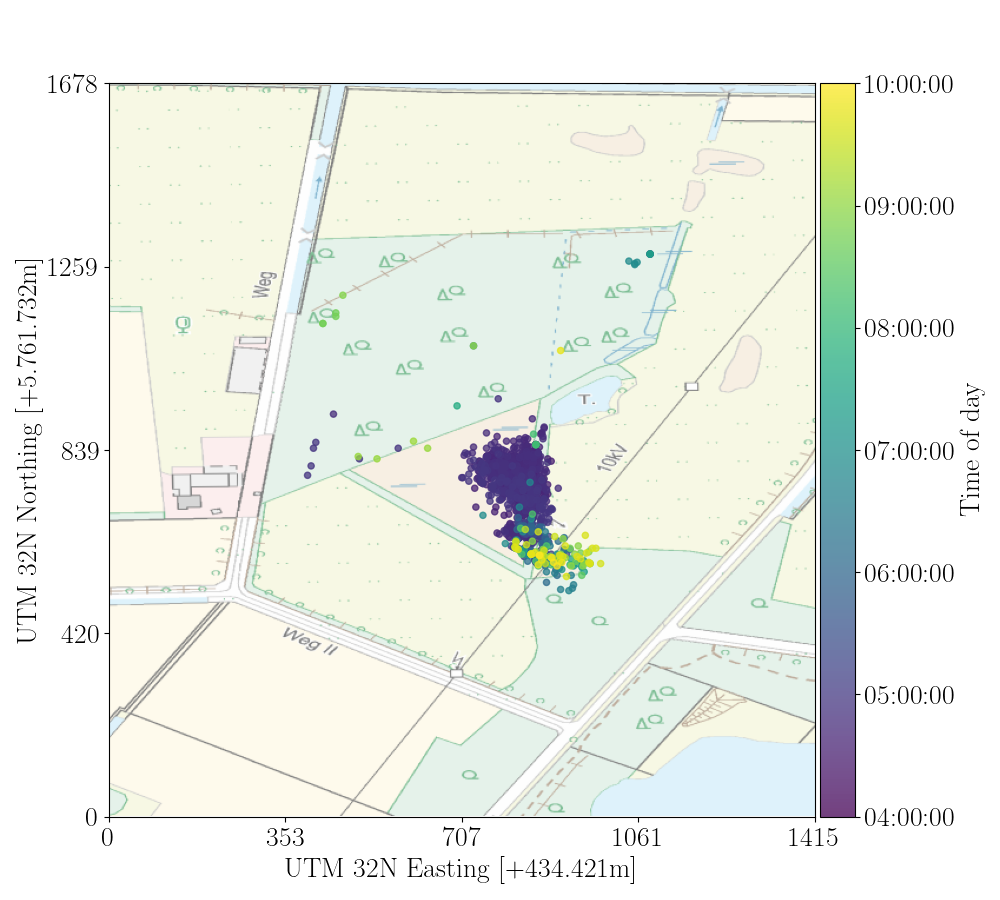 1678
1259
839
420
0
0
353
707
1061
1415
UTM 32N Easting [+434.421m]
UTM 32N Northing [+5.761.732m]
Weg
T.
10kV
Weg II
10:00:00
09:00:00
08:00:00
07:00:00
06:00:00
05:00:00
04:00:00
Time of day